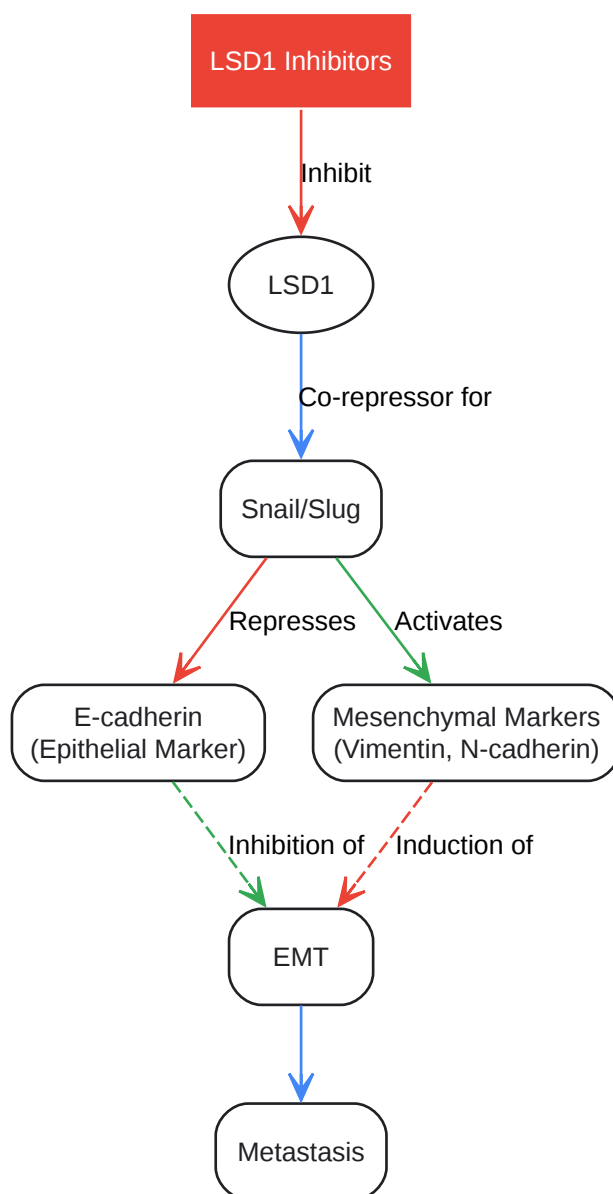 LSD1 Inhibitors
Inhibit
LSD1
Co-repressor for
Snail/Slug
Represses
Activates
E-cadherin
(Epithelial Marker)
Mesenchymal Markers
(Vimentin, N-cadherin)
Inhibition of
Induction of
EMT
Metastasis